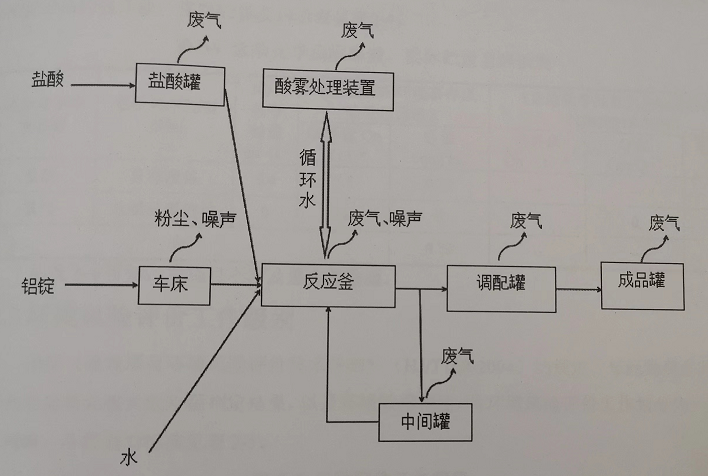 废气
废气
盐酸
盐酸罐
酸雾处理装置
循环水
粉尘、噪声
废气、噪声
废气
废气
铝锭
车床
反应釜
调配罐
成品罐
废气
中间罐
水